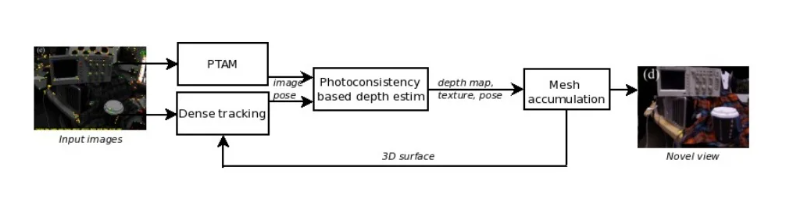 (c)
PTAM
image
pose
Dense tracking
Input images
Photoconsistency
based depth estim
depth map,
texture, pose
Mesh
accumulation
(d)
Novel view
3D surface